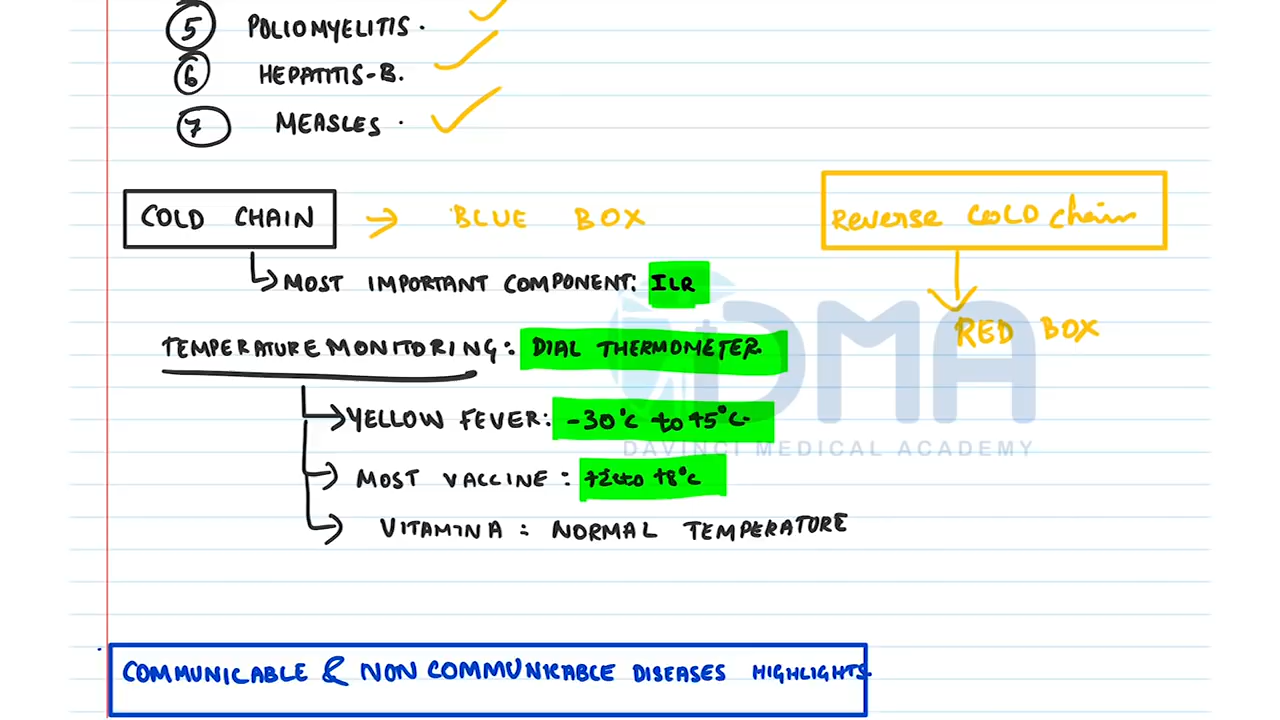 5 POLIOMYELITIS.
6 HEPATITIS-B.
7 MEASLES.
COLD CHAIN → BLUE BOX
Reverse COLD chain
MOST IMPORTANT COMPONENT: ILR
RED BOX
TEMPERATURE MONITORING: DIAL THERMOMETER
YELLOW FEVER: -30°C to +5°C.
MOST VACCINE: +2 to +8°C
VITAMIN A: NORMAL TEMPERATURE
DMA
DAVINCI MEDICAL ACADEMY
COMMUNICABLE & NON COMMUNICABLE DISEASES HIGHLIGHTS.